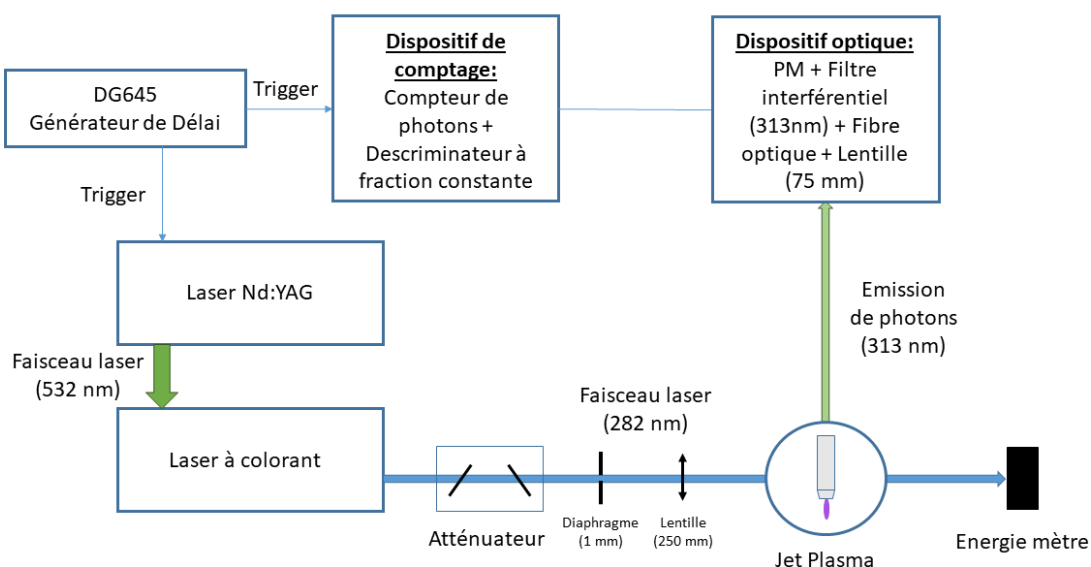 DG645
Générateur de Délai
Trigger
Trigger
Dispositif de
comptage:
Compteur de
photons +
Descriminateur à
fraction constante
Dispositif optique:
PM + Filtre
interférentiel
(313nm) + Fibre
optique + Lentille
(75 mm)
Laser Nd:YAG
Faisceau laser
(532 nm)
Laser à colorant
Atténuateur
Diaphragme
(1 mm)
Faisceau laser
(282 nm)
Lentille
(250 mm)
Emission
de photons
(313 nm)
Jet Plasma
Energie mètre